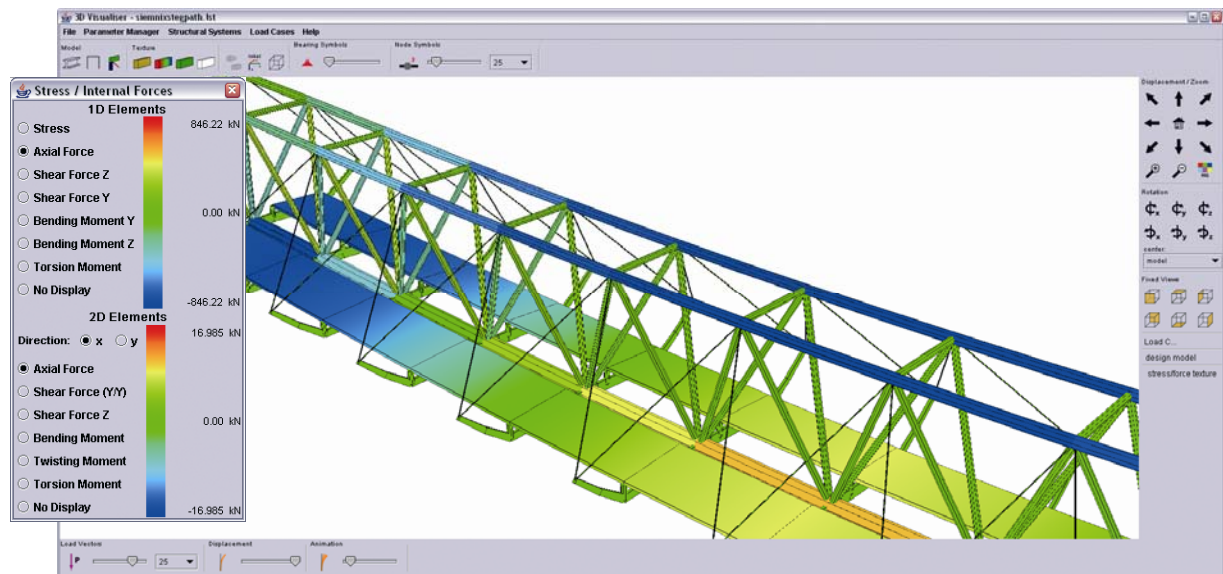 3D Visualiser - siemnixstegpath.lst
File Parameter Manager Structural Systems Load Cases Help
Model Texture Bearing Symbols Node Symbols
25
Stress / Internal Forces
1D Elements
846.22 kN
Stress
Axial Force
Shear Force Z
Shear Force Y
0.00 kN
Bending Moment Y
Bending Moment Z
Torsion Moment
No Display
-846.22 kN
2D Elements
16.985 kN
Direction: x y
Axial Force
Shear Force (Y/Y)
Shear Force Z
0.00 kN
Bending Moment
Twisting Moment
Torsion Moment
No Display
-16.985 kN
Displacement / Zoom
Rotation
x y z
x y z
center:
model
Fixed Views
Load C...
design model
stress/force texture
Load Vectors Displacement Animation
P 25